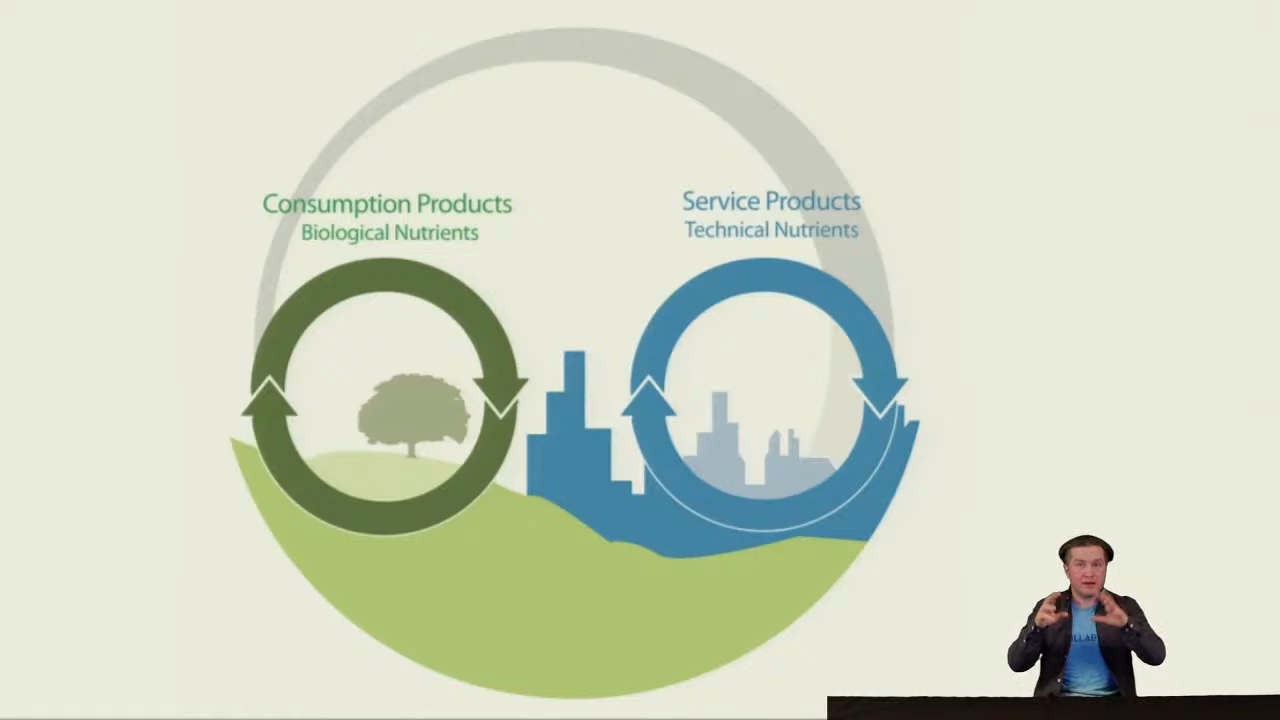 Consumption Products
Biological Nutrients
Service Products
Technical Nutrients